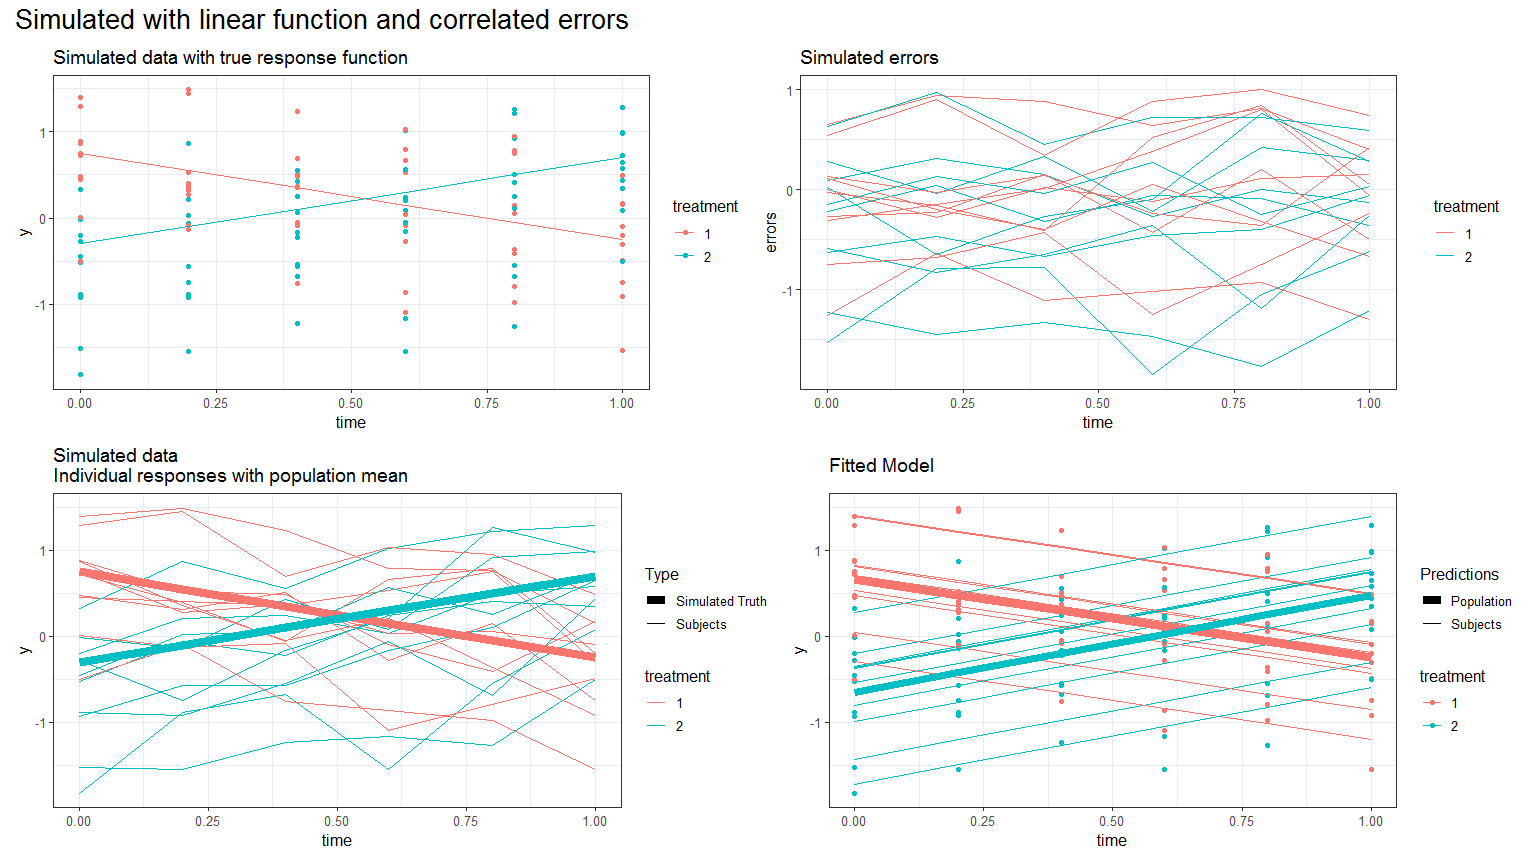 Simulated with linear function and correlated errors
Simulated data with true response function
y
1
0
-1
0.00 0.25 0.50 0.75 1.00
time
treatment
1
2
Simulated errors
errors
1
0
-1
0.00 0.25 0.50 0.75 1.00
time
treatment
1
2
Simulated data
Individual responses with population mean
y
1
0
-1
0.00 0.25 0.50 0.75 1.00
time
Type
Simulated Truth
Subjects
treatment
1
2
Fitted Model
y
1
0
-1
0.00 0.25 0.50 0.75 1.00
time
Predictions
Population
Subjects
treatment
1
2